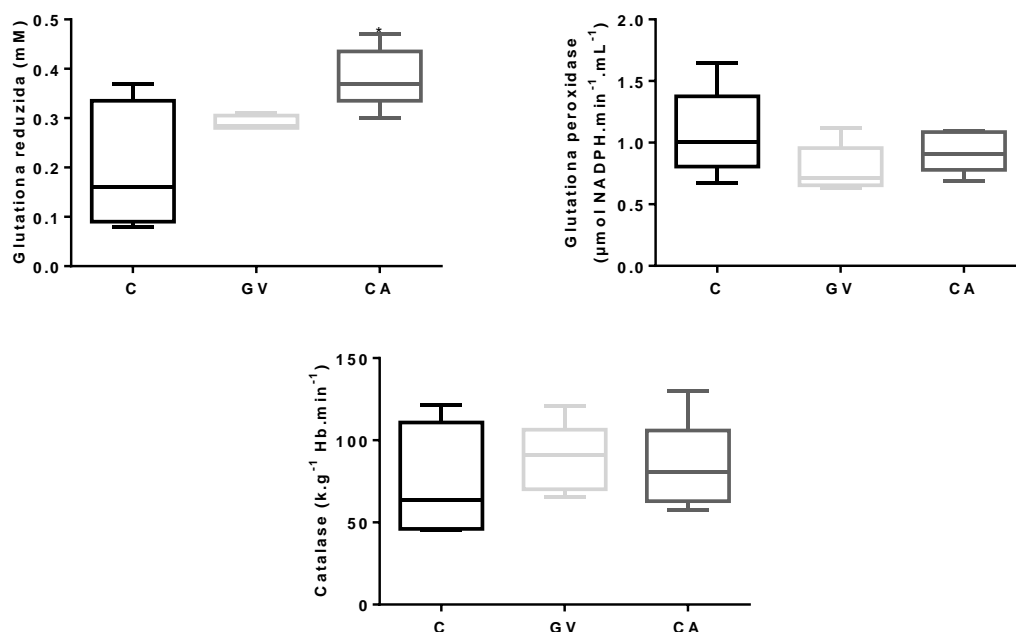 Glutationa reduzida (mM)
0.5
0.4
0.3
0.2
0.1
0.0
*
C GV CA
Glutationa peroxidase
(µmol NADPH.min⁻¹.mL⁻¹)
2.0
1.5
1.0
0.5
0.0
C GV CA
Catalase (k.g⁻¹ Hb.min⁻¹)
150
100
50
0
C GV CA